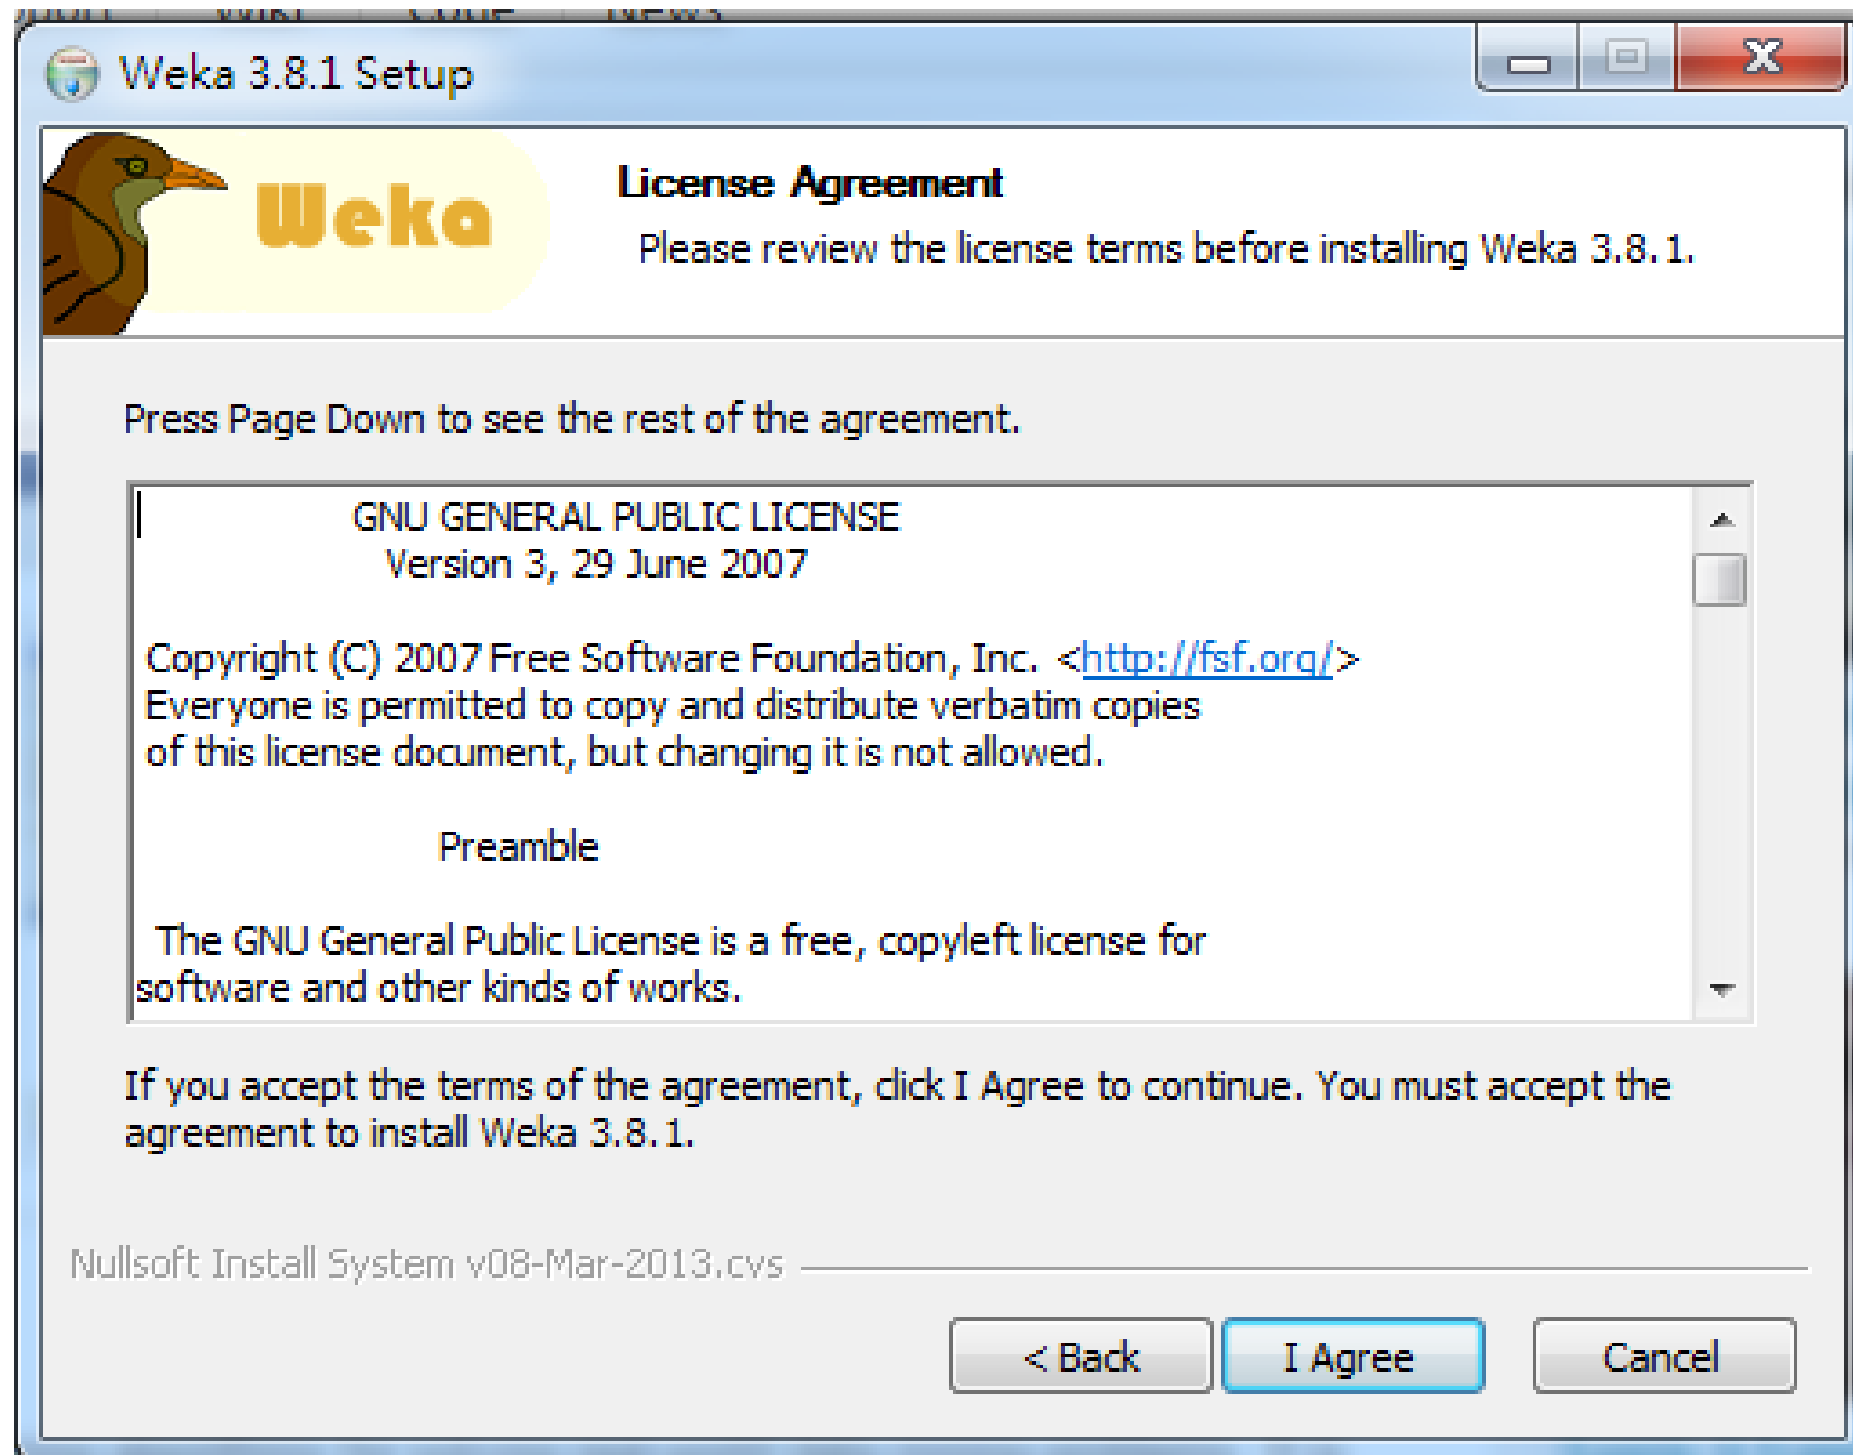 Weka 3.8.1 Setup
Weka
License Agreement
Please review the license terms before installing Weka 3.8.1.
Press Page Down to see the rest of the agreement.
GNU GENERAL PUBLIC LICENSE
Version 3, 29 June 2007
Copyright (C) 2007 Free Software Foundation, Inc. <http://fsf.org/>
Everyone is permitted to copy and distribute verbatim copies
of this license document, but changing it is not allowed.
Preamble
The GNU General Public License is a free, copyleft license for
software and other kinds of works.
If you accept the terms of the agreement, click I Agree to continue. You must accept the
agreement to install Weka 3.8.1.
Nullsoft Install System v08-Mar-2013.cvs
< Back I Agree Cancel